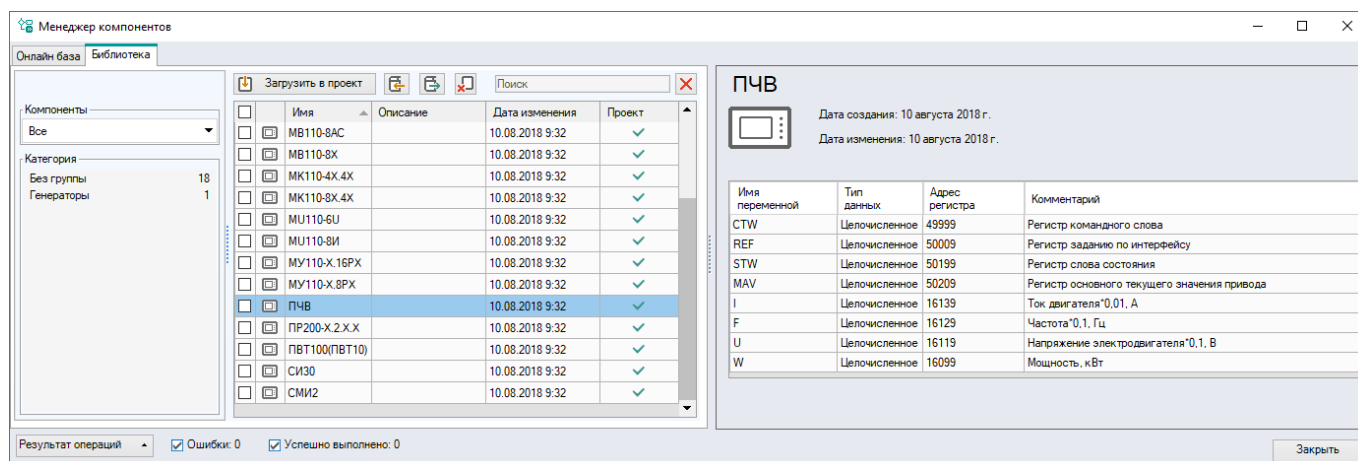 Менеджер компонентов
Онлайн база Библиотека
Загрузить в проект Поиск
Компоненты
Все
Категория
Без группы 18
Генераторы 1
Имя Описание Дата изменения Проект
МВ110-8АС 10.08.2018 9:32
МВ110-8Х 10.08.2018 9:32
МК110-4Х.4Х 10.08.2018 9:32
МК110-8Х.4Х 10.08.2018 9:32
MU110-6U 10.08.2018 9:32
MU110-8И 10.08.2018 9:32
МУ110-Х.16РХ 10.08.2018 9:32
МУ110-Х.8РХ 10.08.2018 9:32
ПЧВ 10.08.2018 9:32
ПР200-Х.2.Х.Х 10.08.2018 9:32
ПВТ100(ПВТ10) 10.08.2018 9:32
СИ30 10.08.2018 9:32
СМИ2 10.08.2018 9:32
ПЧВ
Дата создания: 10 августа 2018 г.
Дата изменения: 10 августа 2018 г.
Имя переменной Тип данных Адрес регистра Комментарий
CTW Целочисленное 49999 Регистр командного слова
REF Целочисленное 50009 Регистр заданию по интерфейсу
STW Целочисленное 50199 Регистр слова состояния
MAV Целочисленное 50209 Регистр основного текущего значения привода
I Целочисленное 16139 Ток двигателя*0,01, А
F Целочисленное 16129 Частота*0,1, Гц
U Целочисленное 16119 Напряжение электродвигателя*0,1, В
W Целочисленное 16099 Мощность, кВт
Результат операций Ошибки: 0 Успешно выполнено: 0
Закрыть